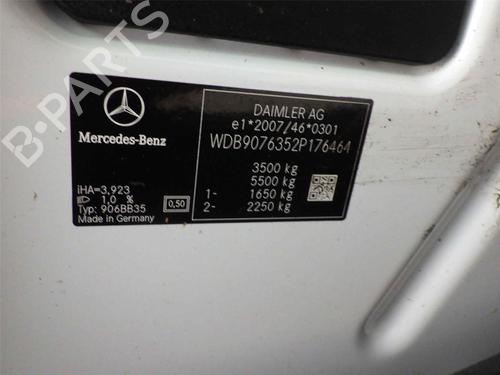 B-PARTS
Mercedes-Benz
DAIMLER AG
e1*2007/46*0301
WDB9076352P176464
3500 kg
5500 kg
1- 1650 kg
2- 2250 kg
iHA=3,923
1,0 %
Typ: 906BB35
0,50
Made in Germany